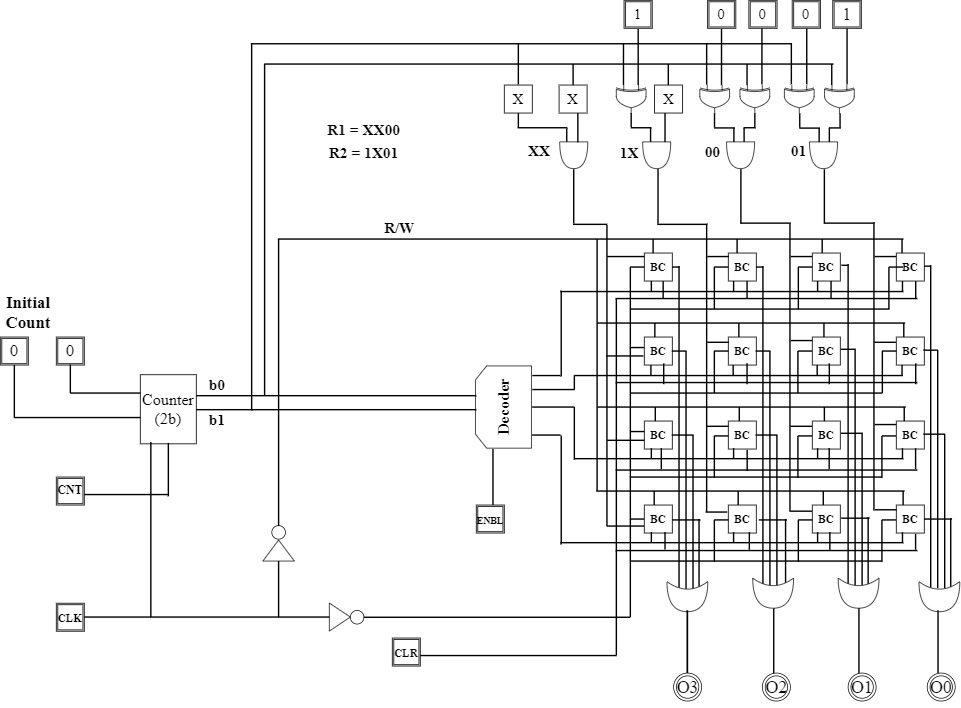 1 0 0 0 1
X X X
R1 = XX00
R2 = 1X01
XX 1X 00 01
R/W
BC BC BC BC
Initial
Count
0 0
BC BC BC BC
b0
Counter
(2b)
b1
Decoder
BC BC BC BC
CNT
ENBL
BC BC BC BC
CLK
CLR
O3 O2 O1 O0